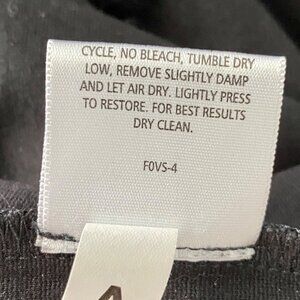 CYCLE, NO BLEACH, TUMBLE DRY
LOW, REMOVE SLIGHTLY DAMP
AND LET AIR DRY. LIGHTLY PRESS
TO RESTORE. FOR BEST RESULTS
DRY CLEAN.
F0VS-4